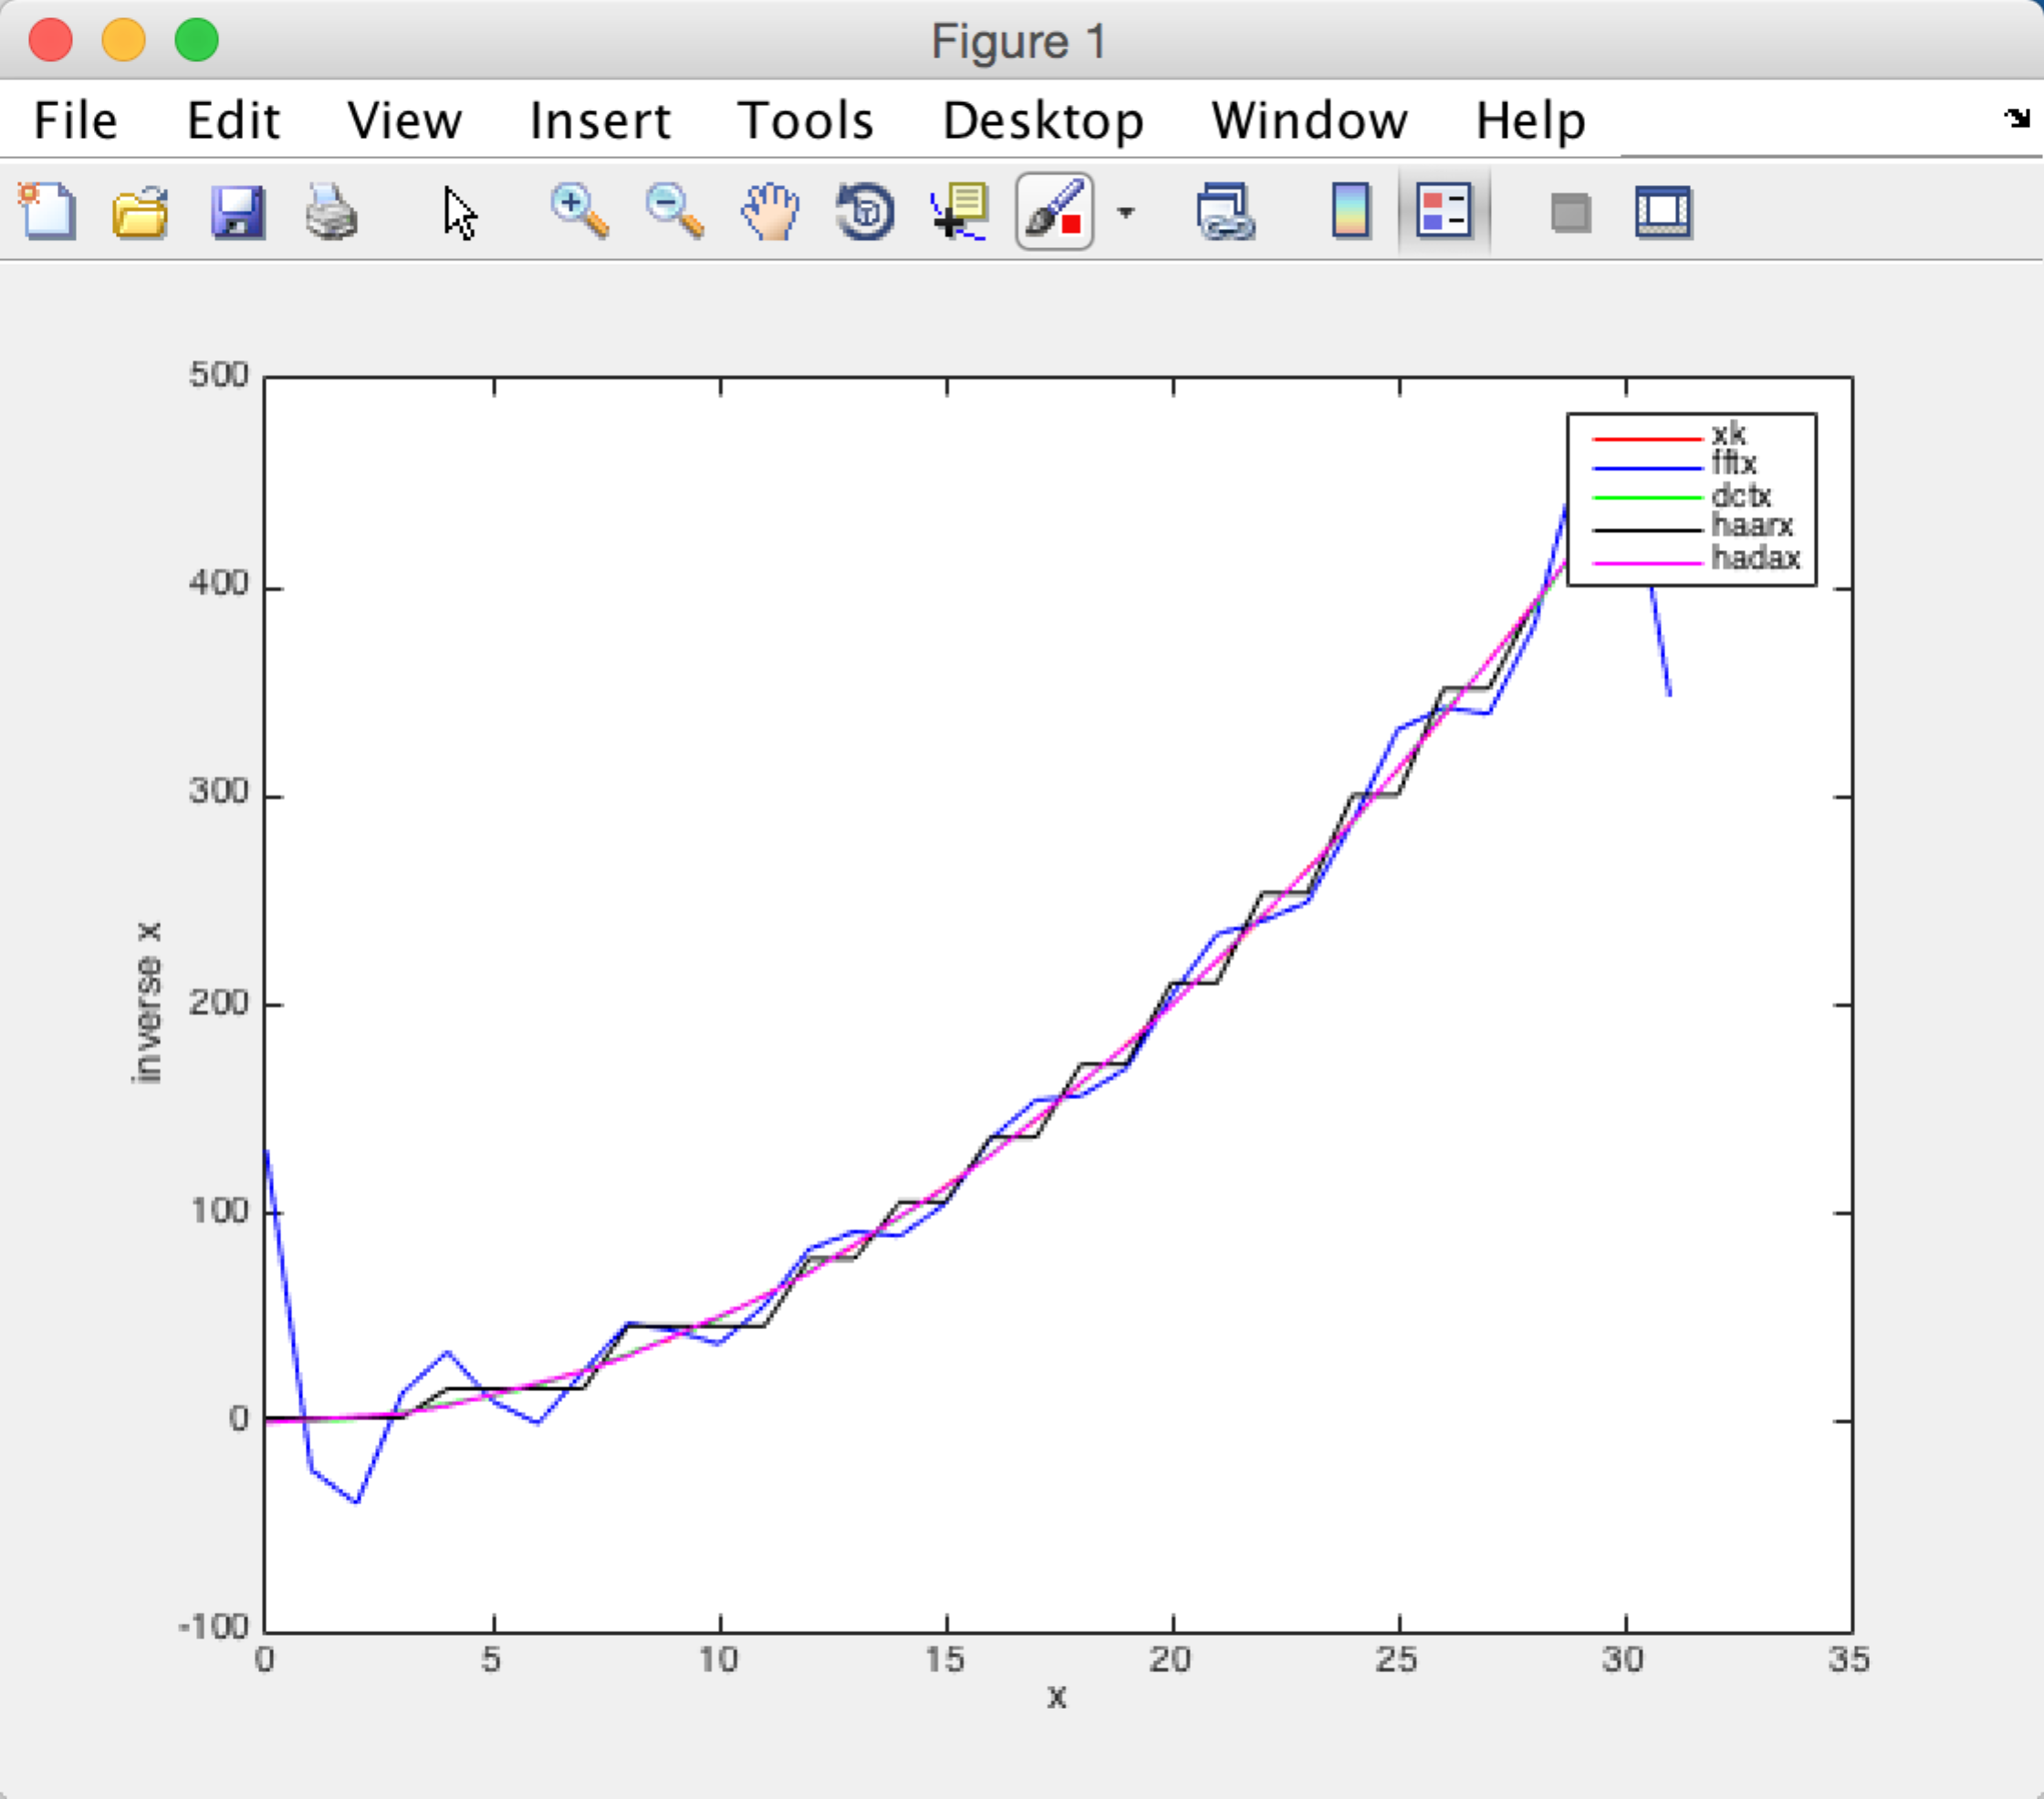 Figure 1
File Edit View Insert Tools Desktop Window Help
500
400
300
200
100
0
-100
inverse x
xk
fftx
dctx
haarx
hadax
0 5 10 15 20 25 30 35
x